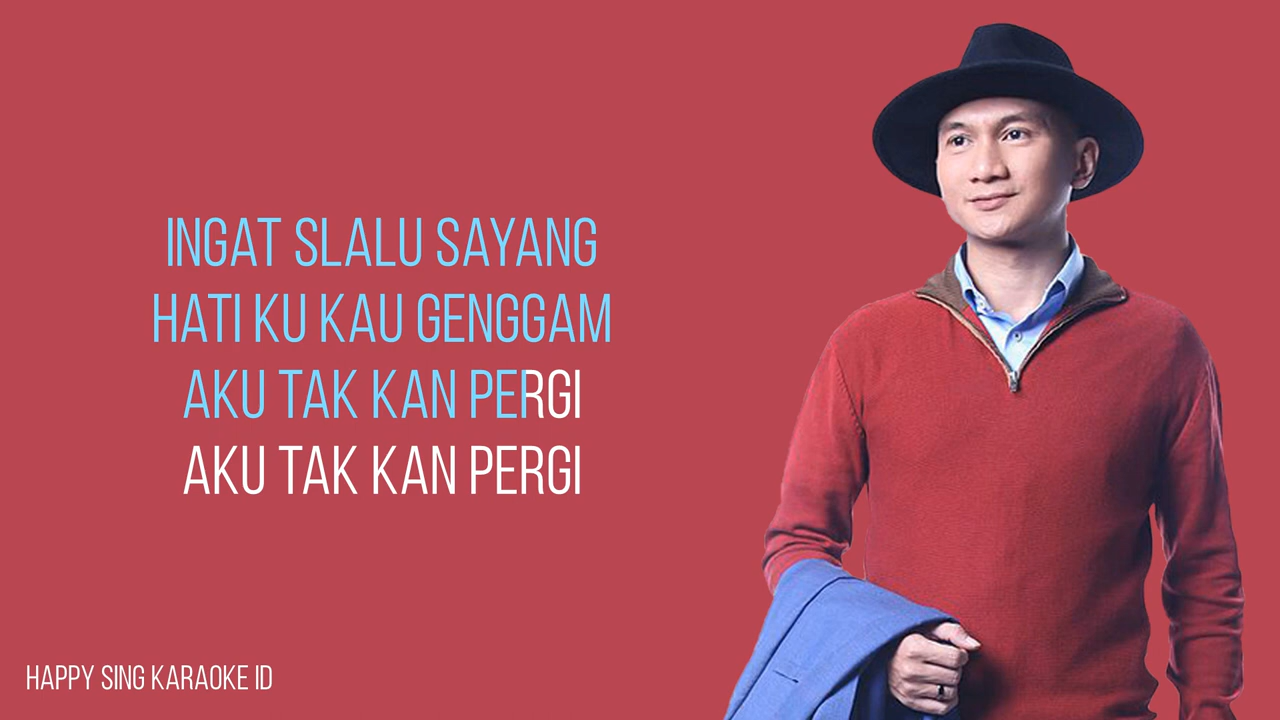 INGAT SLALU SAYANG
HATI KU KAU GENGGAM
AKU TAK KAN PERGI
AKU TAK KAN PERGI
HAPPY SING KARAOKE ID